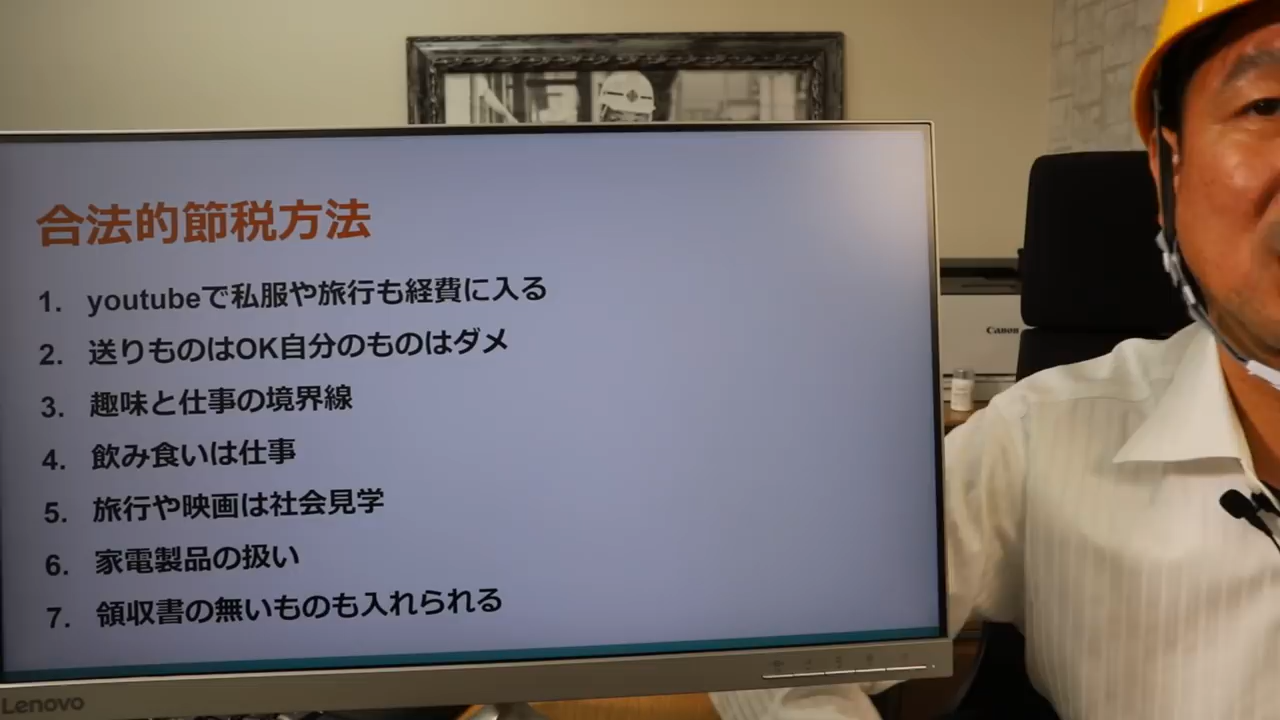 合法的節税方法
1. youtubeで私服や旅行も経費に入る
2. 送りものはOK自分のものはダメ
3. 趣味と仕事の境界線
4. 飲み食いは仕事
5. 旅行や映画は社会見学
6. 家電製品の扱い
7. 領収書の無いものも入れられる
Canon
Lenovo